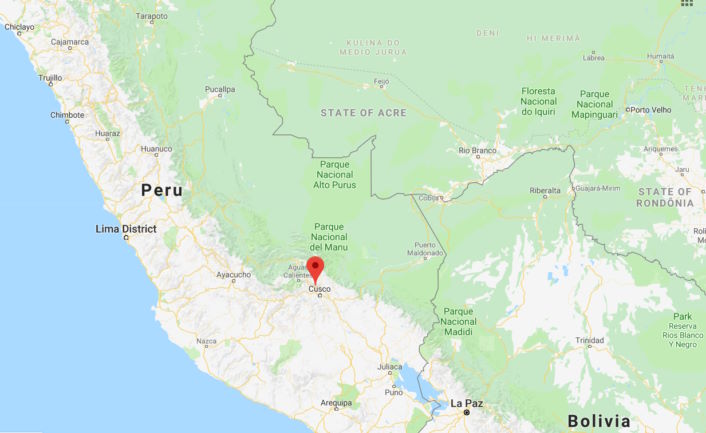 Tarapoto
Chiclayo
Cajamarca
KULINA DO
MEDIO JURUÁ
DENI
HI MERIMÃ
Lábrea
Humaitá
Trujillo
Pucallpa
Feijó
Floresta
Nacional
do Iquiri
Parque
Nacional
Mapinguari
Chimbote
STATE OF ACRE
Porto Velho
Huaraz
Huanuco
Rio Branco
Ariquemes
Parque
Nacional
Alto Purus
Jaru
Peru
Cobija
Riberalta
Guajará-Mirim
STATE OF
RONDÔNIA
Lima District
Parque
Nacional
del Manu
Puerto
Maldonado
Ayacucho
Aguas
Calientes
Cusco
Parque
Nacional
Madidi
Park
Reserva
Rios Blanco
Y Negro
Nazca
Trinidad
Juliaca
Puno
Arequipa
La Paz
Bolivia